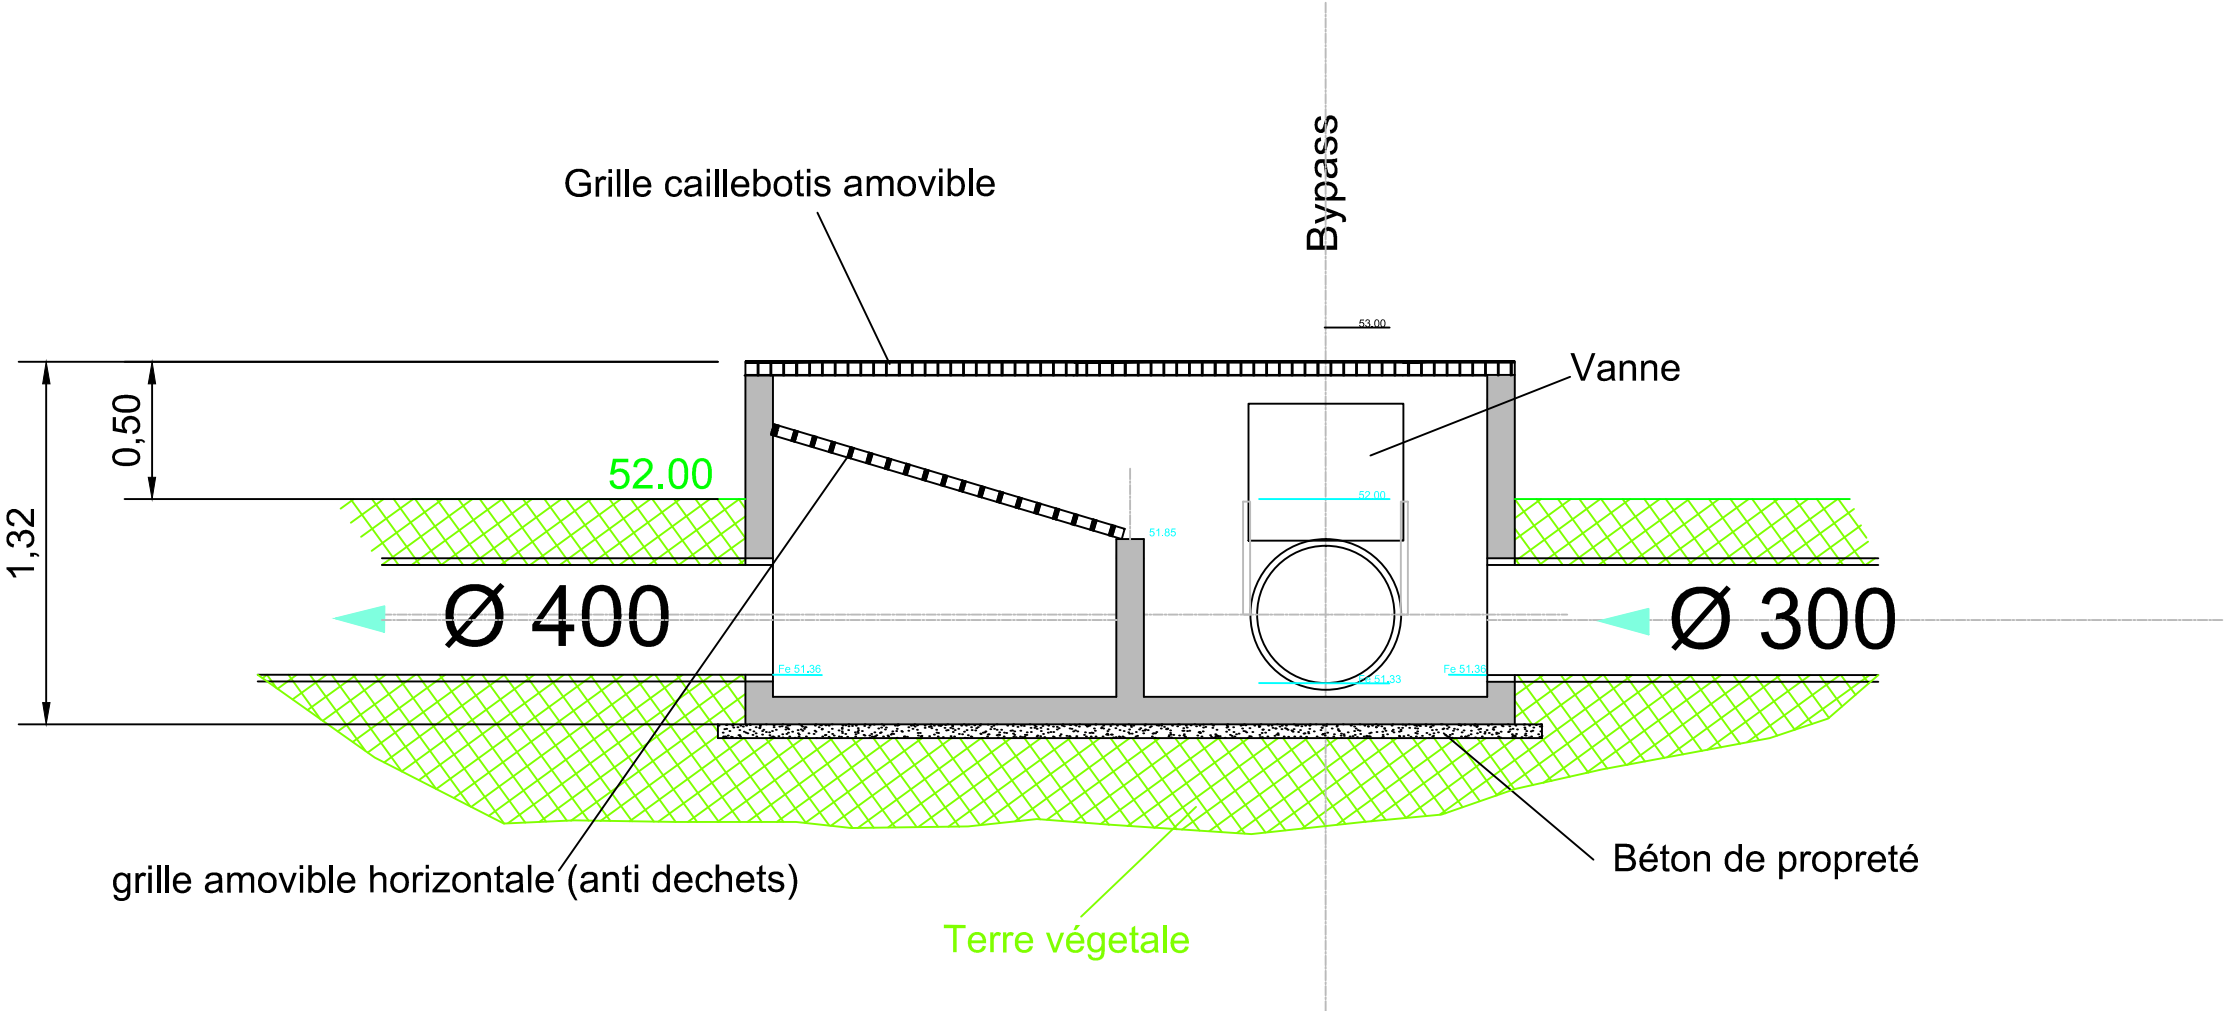 Bypass
Grille caillebotis amovible
53.00
Vanne
0,50
52.00
52.00
1,32
51.85
Ø 400
Ø 300
Fe 51.36
Fe 51.36
Fe 51.33
grille amovible horizontale (anti dechets)
Béton de propreté
Terre végetale